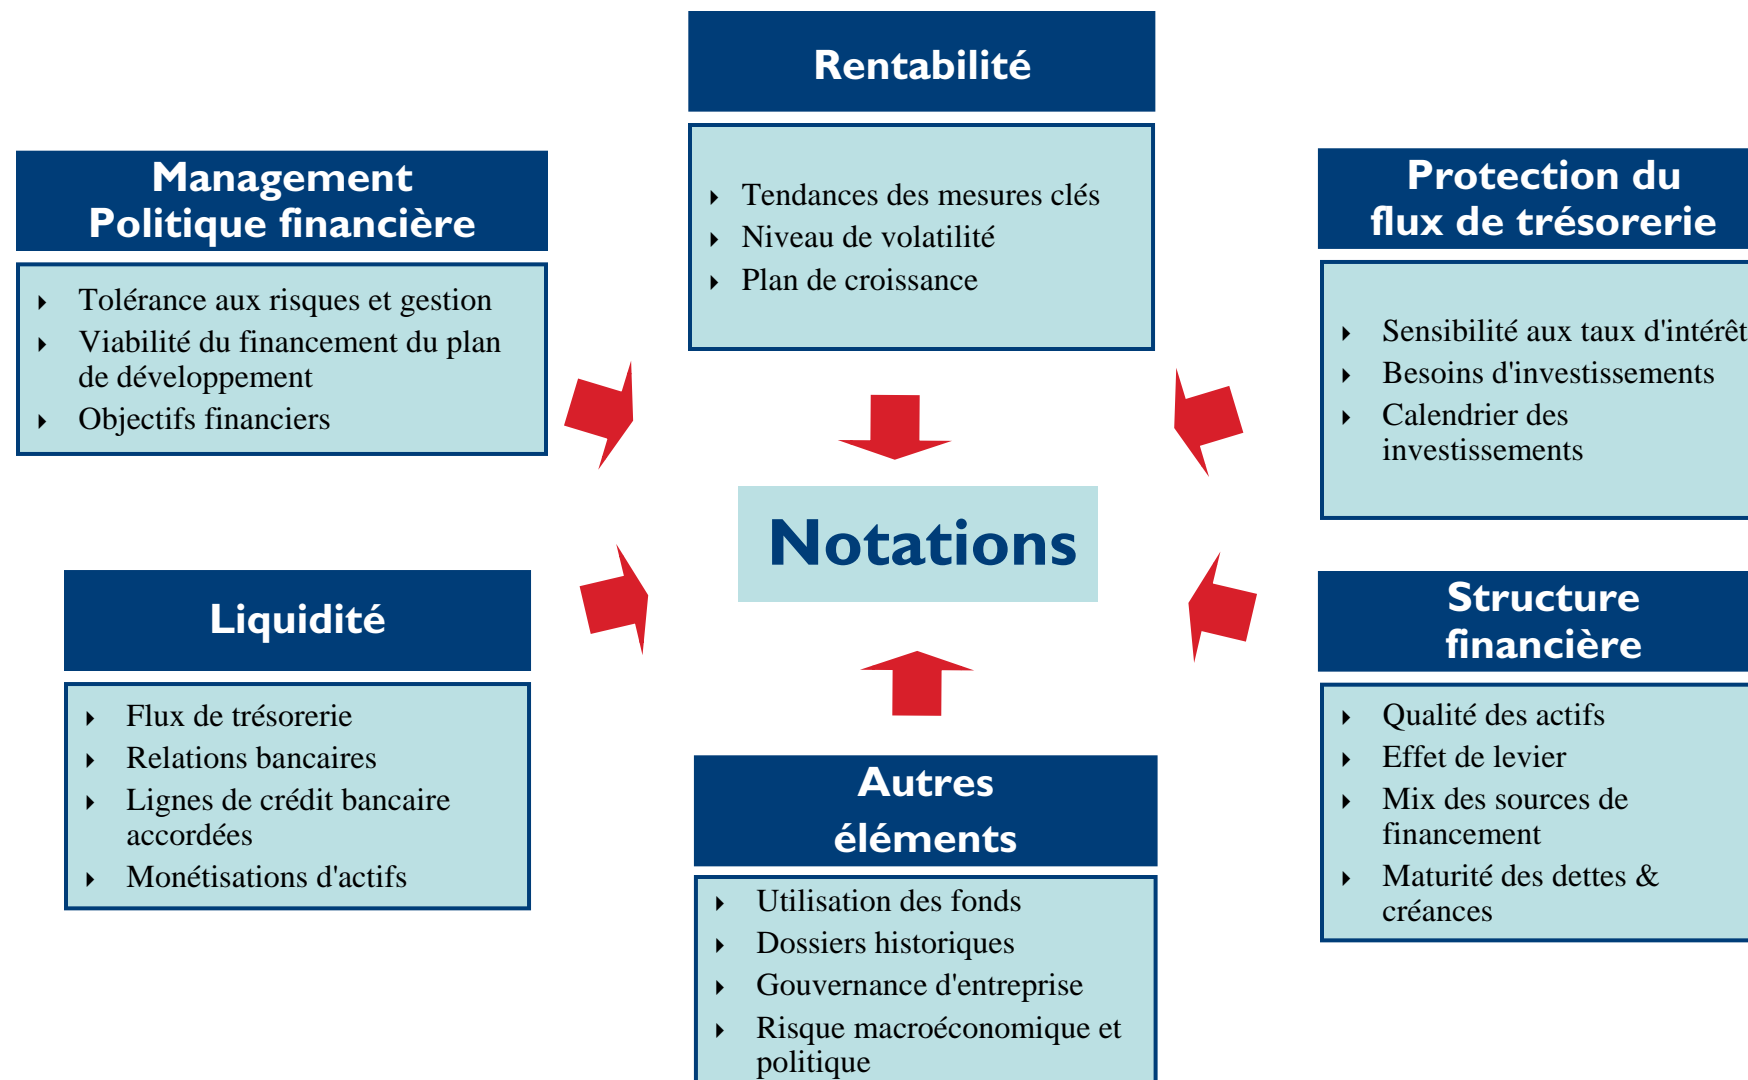 Rentabilité
Tendances des mesures clés
Niveau de volatilité
Plan de croissance
Management
Politique financière
Tolérance aux risques et gestion
Viabilité du financement du plan
de développement
Objectifs financiers
Protection du
flux de trésorerie
Sensibilité aux taux d'intérêt
Besoins d'investissements
Calendrier des
investissements
Notations
Liquidité
Flux de trésorerie
Relations bancaires
Lignes de crédit bancaire
accordées
Monétisations d'actifs
Structure
financière
Qualité des actifs
Effet de levier
Mix des sources de
financement
Maturité des dettes &
créances
Autres
éléments
Utilisation des fonds
Dossiers historiques
Gouvernance d'entreprise
Risque macroéconomique et
politique